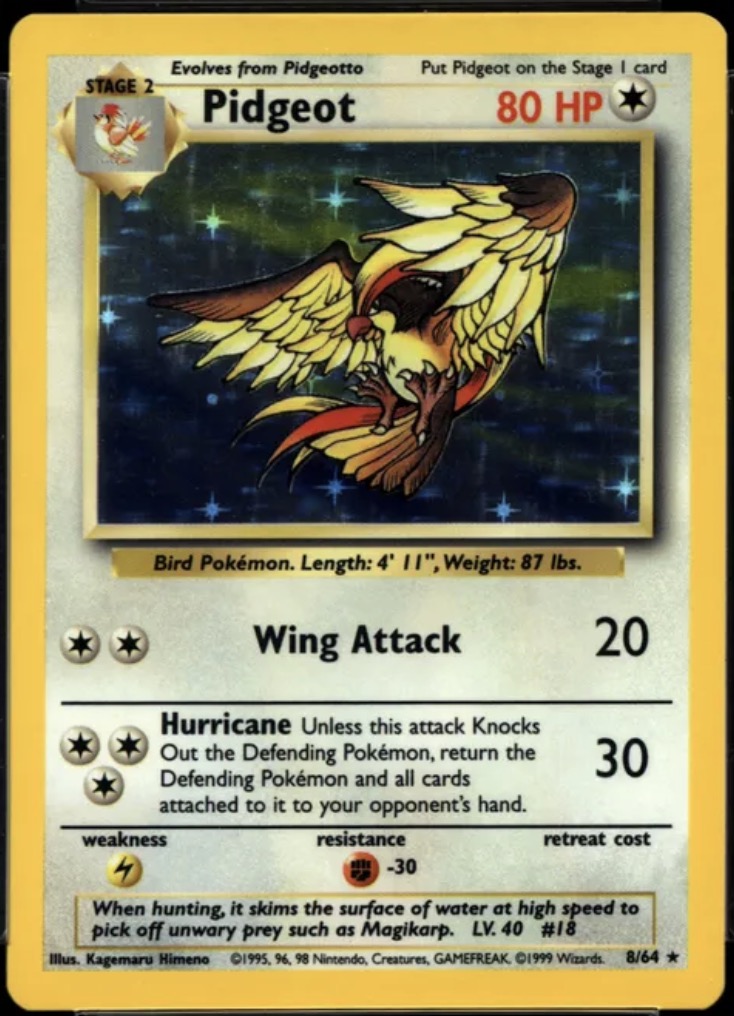 Evolves from Pidgeotto
Put Pidgeot on the Stage 1 card
STAGE 2
Pidgeot
80 HP
Bird Pokémon. Length: 4' 11", Weight: 87 lbs.
Wing Attack
20
Hurricane Unless this attack Knocks
Out the Defending Pokémon, return the
Defending Pokémon and all cards
attached to it to your opponent's hand.
30
weakness
resistance
retreat cost
-30
When hunting, it skims the surface of water at high speed to
pick off unwary prey such as Magikarp. LV. 40 #18
Illus. Kagemaru Himeno ©1995, 96, 98 Nintendo, Creatures, GAMEFREAK. ©1999 Wizards. 8/64 ★